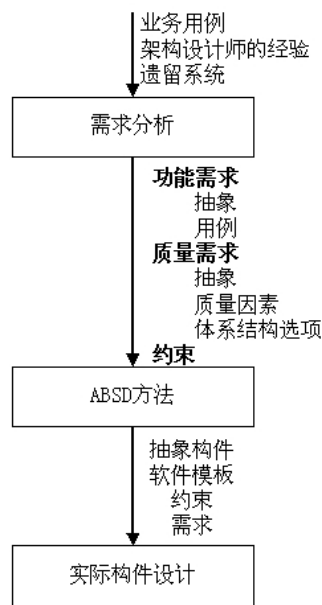 业务用例
架构设计师的经验
遗留系统
需求分析
功能需求
抽象
用例
质量需求
抽象
质量因素
体系结构选项
约束
ABSD方法
抽象构件
软件模板
约束
需求
实际构件设计